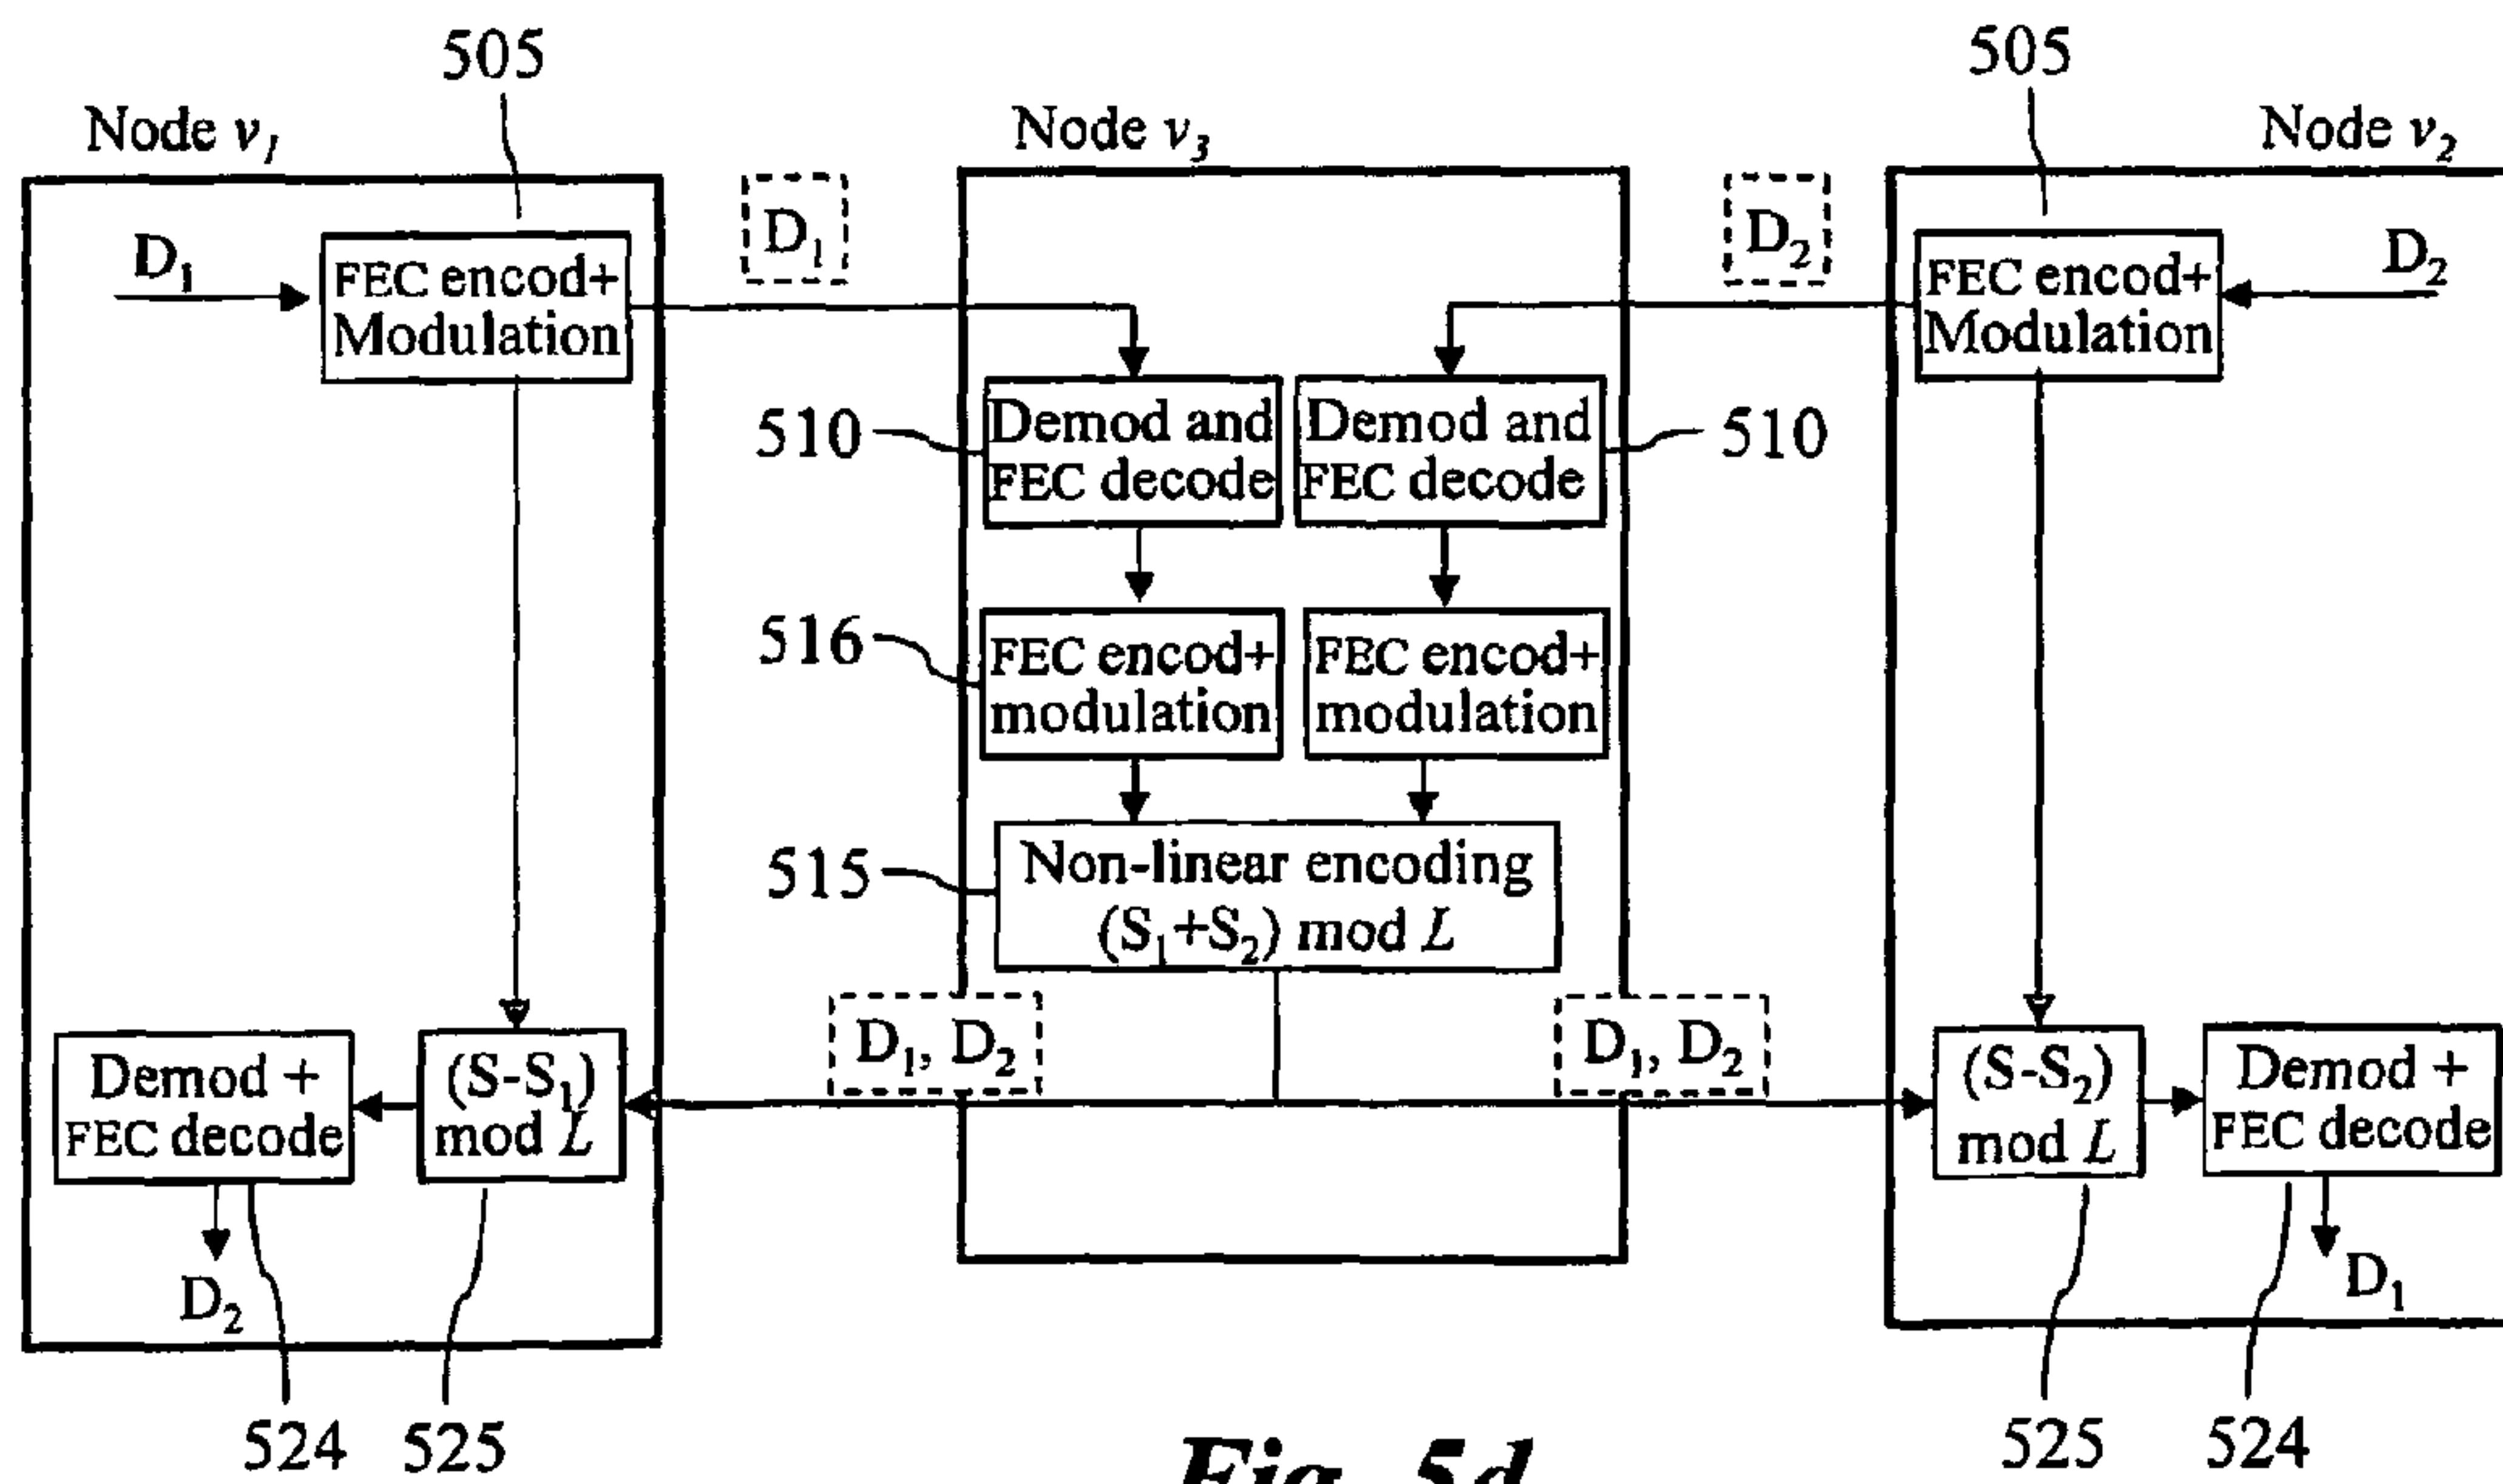 505
505
Node v1
Node v3
Node v2
D1
FEC encod+
Modulation
D1
D2
FEC encod+
Modulation
D2
510
Demod and
FEC decode
Demod and
FEC decode
510
516
FEC encod+
modulation
FEC encod+
modulation
515
Non-linear encoding
(S1+S2) mod L
D1, D2
D1, D2
Demod +
FEC decode
(S-S1)
mod L
(S-S2)
mod L
Demod +
FEC decode
D2
D1
524
525
525
524
Fig. 5d